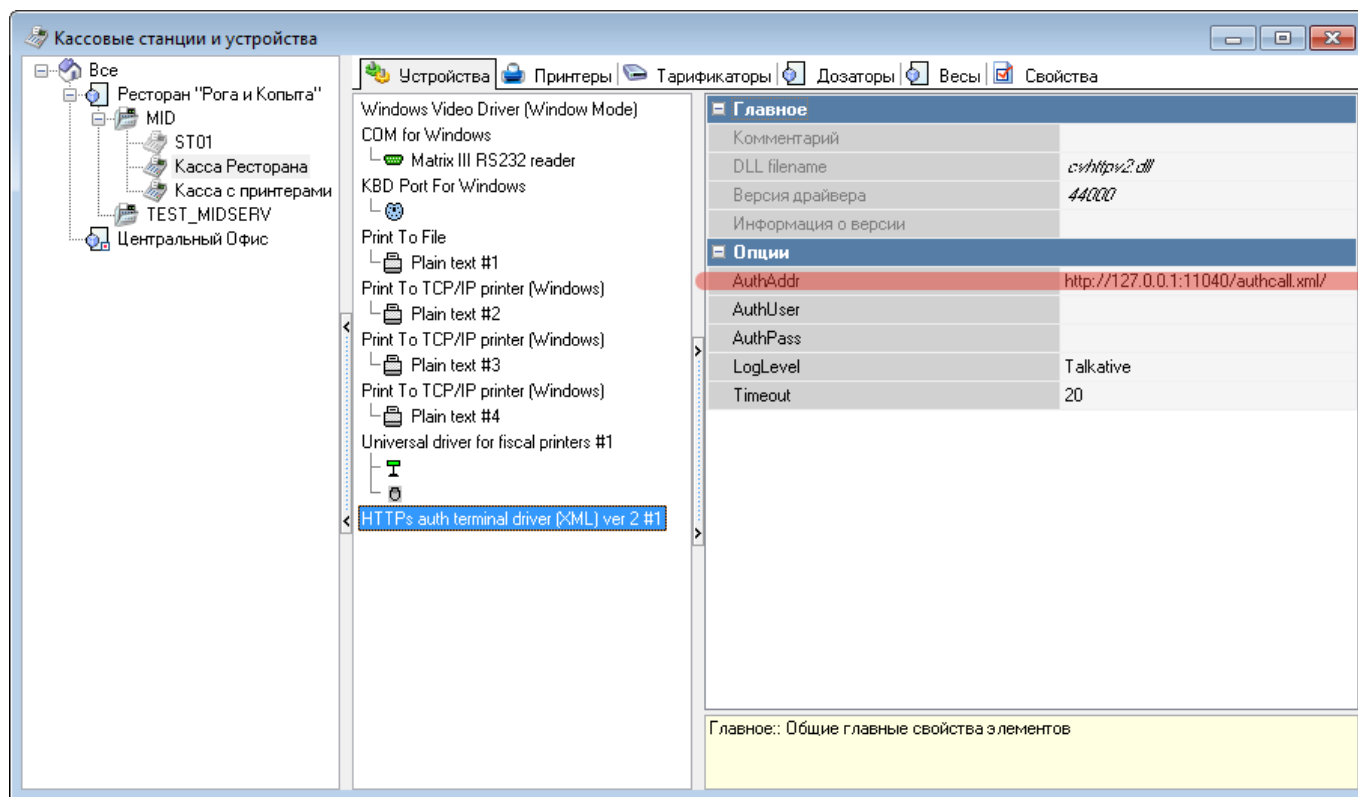 Кассовые станции и устройства
Все
Ресторан "Рога и Копыта"
MID
ST01
Касса Ресторана
Касса с принтерами
TEST_MIDSERV
Центральный Офис
Устройства Принтеры Тарификаторы Дозаторы Весы Свойства
Windows Video Driver (Window Mode)
COM for Windows
Matrix III RS232 reader
KBD Port For Windows
Print To File
Plain text #1
Print To TCP/IP printer (Windows)
Plain text #2
Print To TCP/IP printer (Windows)
Plain text #3
Print To TCP/IP printer (Windows)
Plain text #4
Universal driver for fiscal printers #1
HTTPs auth terminal driver (XML) ver 2 #1
Главное
Комментарий
DLL filename cvhttpv2.dll
Версия драйвера 44000
Информация о версии
Опции
AuthAddr http://127.0.0.1:11040/authcall.xml/
AuthUser
AuthPass
LogLevel Talkative
Timeout 20
Главное:: Общие главные свойства элементов